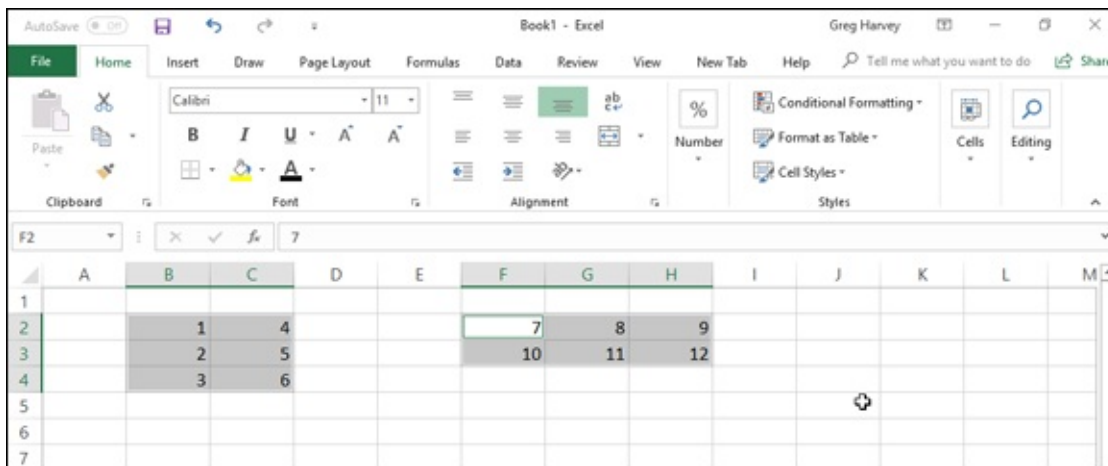 AutoSave Off Book1 - Excel Greg Harvey
File Home Insert Draw Page Layout Formulas Data Review View New Tab Help Tell me what you want to do Shar
Paste
Calibri 11
B I U A A
A
Clipboard
Font
ab
Alignment
%
Number
Conditional Formatting
Format as Table
Cell Styles
Styles
Cells
Editing
F2 fx 7
A B C D E F G H I J K L M
1
2 1 4 7 8 9
3 2 5 10 11 12
4 3 6
5
6
7